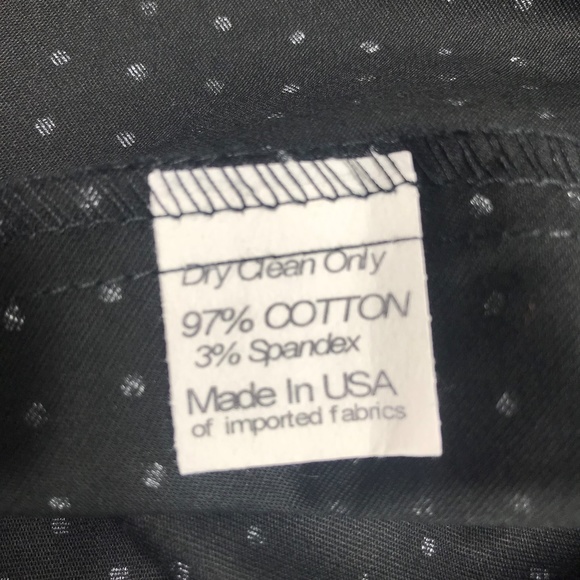 Dry Clean Only
97% COTTON
3% Spandex
Made In USA
of imported fabrics